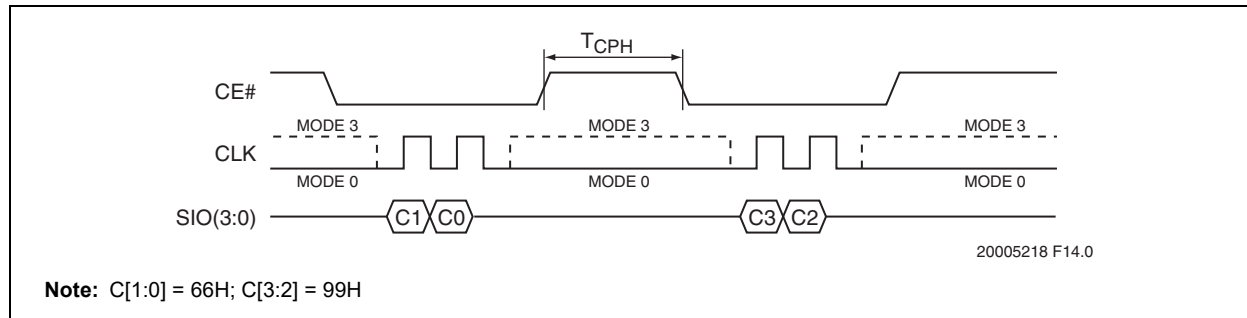 TCPH
CE#
MODE 3 MODE 3 MODE 3
CLK
MODE 0 MODE 0 MODE 0
SIO(3:0) C1 C0 C3 C2
20005218 F14.0
Note: C[1:0] = 66H; C[3:2] = 99H